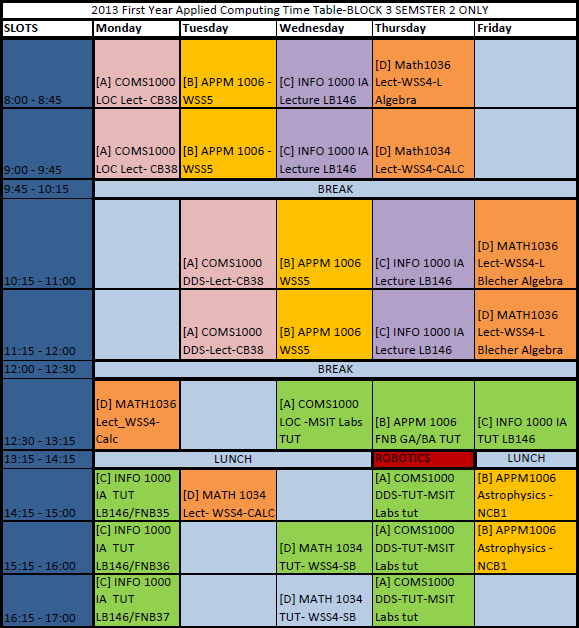 2013 First Year Applied Computing Time Table-BLOCK 3 SEMSTER 2 ONLY
SLOTS Monday Tuesday Wednesday Thursday Friday
8:00 - 8:45
[A] COMS1000
LOC Lect- CB38
[B] APPM 1006 -
WSS5
[C] INFO 1000 IA
Lecture LB146
[D] Math1036
Lect-WSS4-L
Algebra
9:00 - 9:45
[A] COMS1000
LOC Lect- CB38
[B] APPM 1006 -
WSS5
[C] INFO 1000 IA
Lecture LB146
[D] Math1034
Lect-WSS4-CALC
9:45 - 10:15 BREAK
10:15 - 11:00
[A] COMS1000
DDS-Lect-CB38
[B] APPM 1006
WSS5
[C] INFO 1000 IA
Lecture LB146
[D] MATH1036
Lect-WSS4-L
Blecher Algebra
11:15 - 12:00
[A] COMS1000
DDS-Lect-CB38
[B] APPM 1006
WSS5
[C] INFO 1000 IA
Lecture LB146
[D] MATH1036
Lect-WSS4-L
Blecher Algebra
12:00 - 12:30 BREAK
12:30 - 13:15
[D] MATH1036
Lect_WSS4-
Calc
[A] COMS1000
LOC -MSIT Labs
TUT
[B] APPM 1006
FNB GA/BA TUT
[C] INFO 1000 IA
TUT LB146
13:15 - 14:15 LUNCH ROBOTICS LUNCH
14:15 - 15:00
[C] INFO 1000
IA TUT
LB146/FNB35
[D] MATH 1034
Lect- WSS4-CALC
[A] COMS1000
DDS-TUT-MSIT
Labs tut
[B] APPM1006
Astrophysics -
NCB1
15:15 - 16:00
[C] INFO 1000
IA TUT
LB146/FNB36
[D] MATH 1034
TUT- WSS4-SB
[A] COMS1000
DDS-TUT-MSIT
Labs tut
[B] APPM1006
Astrophysics -
NCB1
16:15 - 17:00
[C] INFO 1000
IA TUT
LB146/FNB37
[D] MATH 1034
TUT- WSS4-SB
[A] COMS1000
DDS-TUT-MSIT
Labs tut